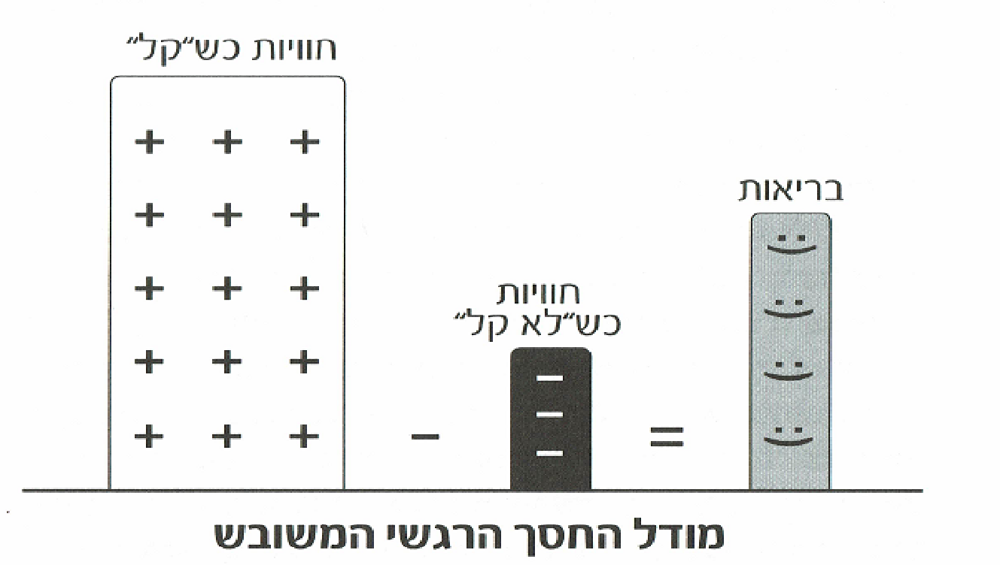 חוויות כש“קל“
+ + +
+ + +
+ + +
+ + +
+ + +
–
חוויות
כש“לא קל“
–
–
–
=
בריאות
מודל החסך הרגשי המשובש